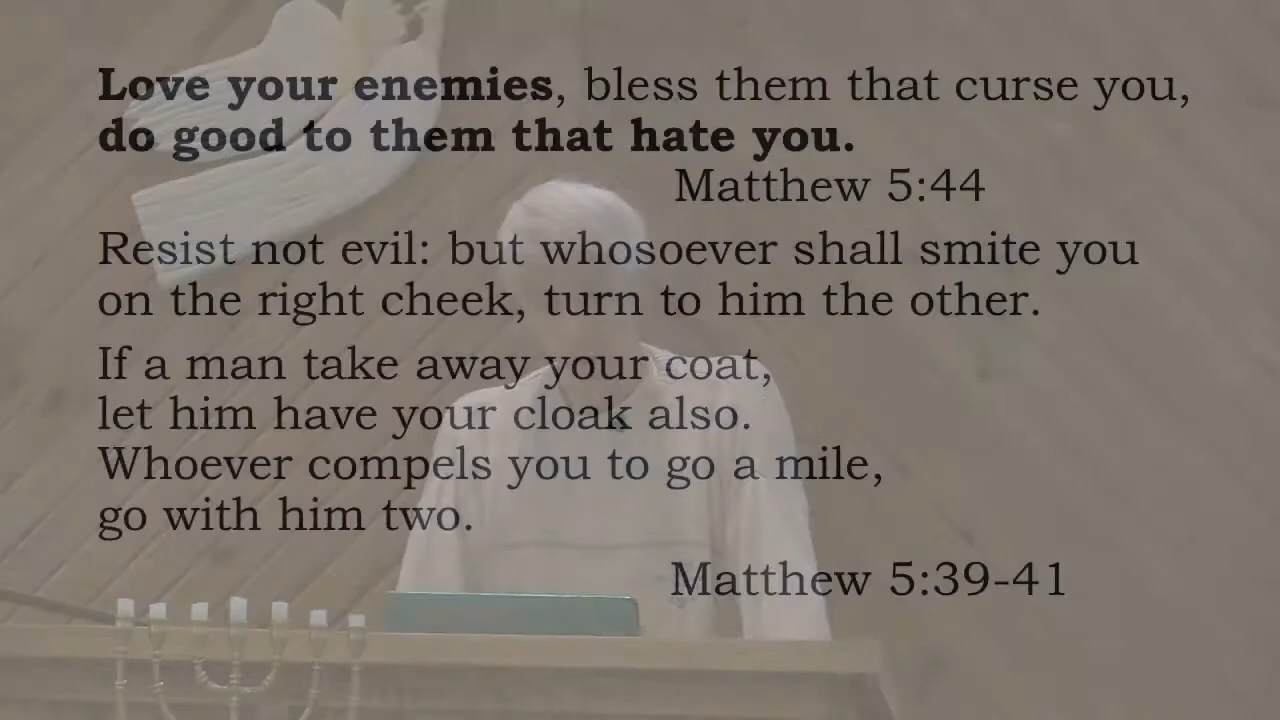 Love your enemies, bless them that curse you,
do good to them that hate you.
Matthew 5:44
Resist not evil: but whosoever shall smite you
on the right cheek, turn to him the other.
If a man take away your coat,
let him have your cloak also.
Whoever compels you to go a mile,
go with him two.
Matthew 5:39-41